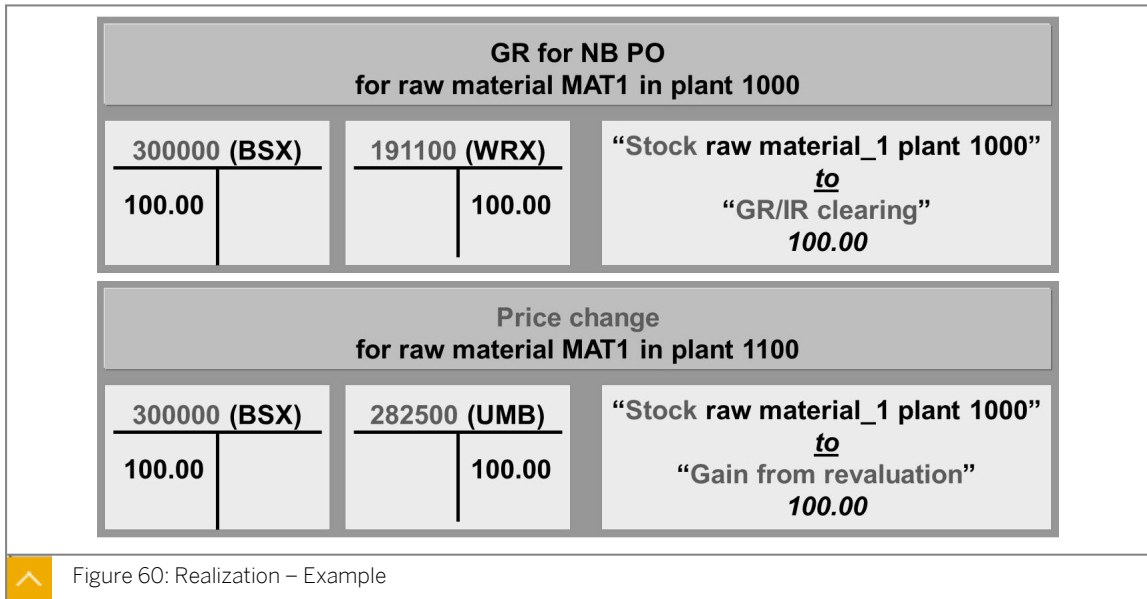 GR for NB PO
for raw material MAT1 in plant 1000
300000 (BSX)
100.00
191100 (WRX)
100.00
“Stock raw material_1 plant 1000”
to
“GR/IR clearing”
100.00
Price change
for raw material MAT1 in plant 1100
300000 (BSX)
100.00
282500 (UMB)
100.00
“Stock raw material_1 plant 1000”
to
“Gain from revaluation”
100.00
Figure 60: Realization – Example